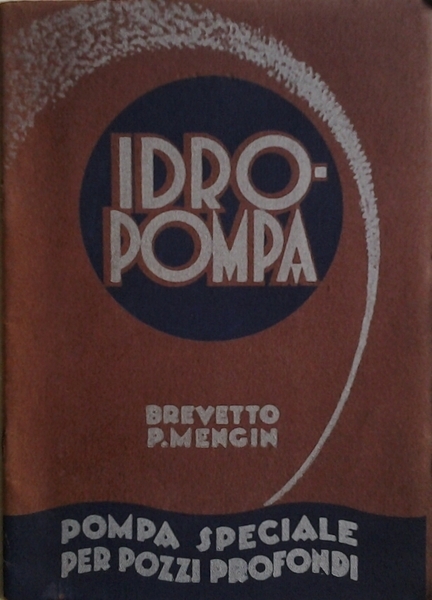 IDRO-
POMPA
BREVETTO
P.MENGIN
POMPA SPECIALE
PER POZZI PROFONDI